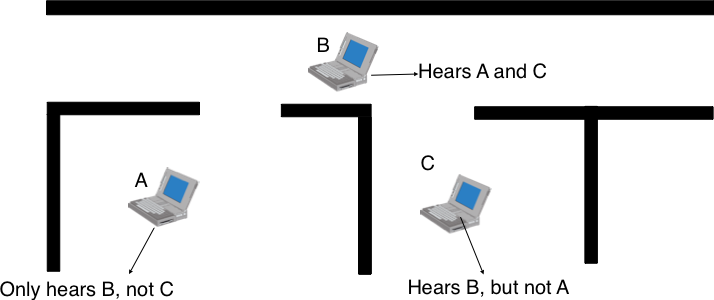 B
Hears A and C
A
C
Only hears B, not C
Hears B, but not A